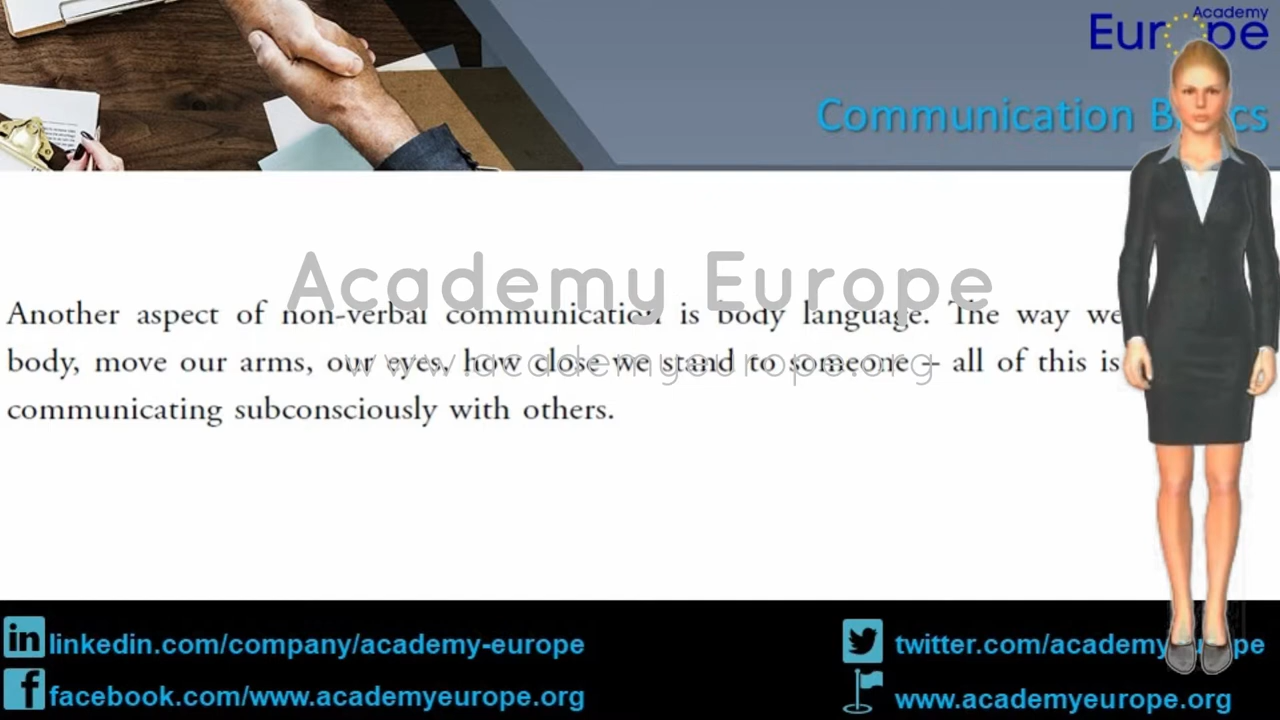 Academy
Europe
Communication B cs
Academy Europe
Another aspect of non-verbal communication is body language. The way we
www.academyeurope.org
body, move our arms, our eyes, how close we stand to someone – all of this is
communicating subconsciously with others.
linkedin.com/company/academy-europe
twitter.com/academy pe
facebook.com/www.academyeurope.org
www.academyeurope.org